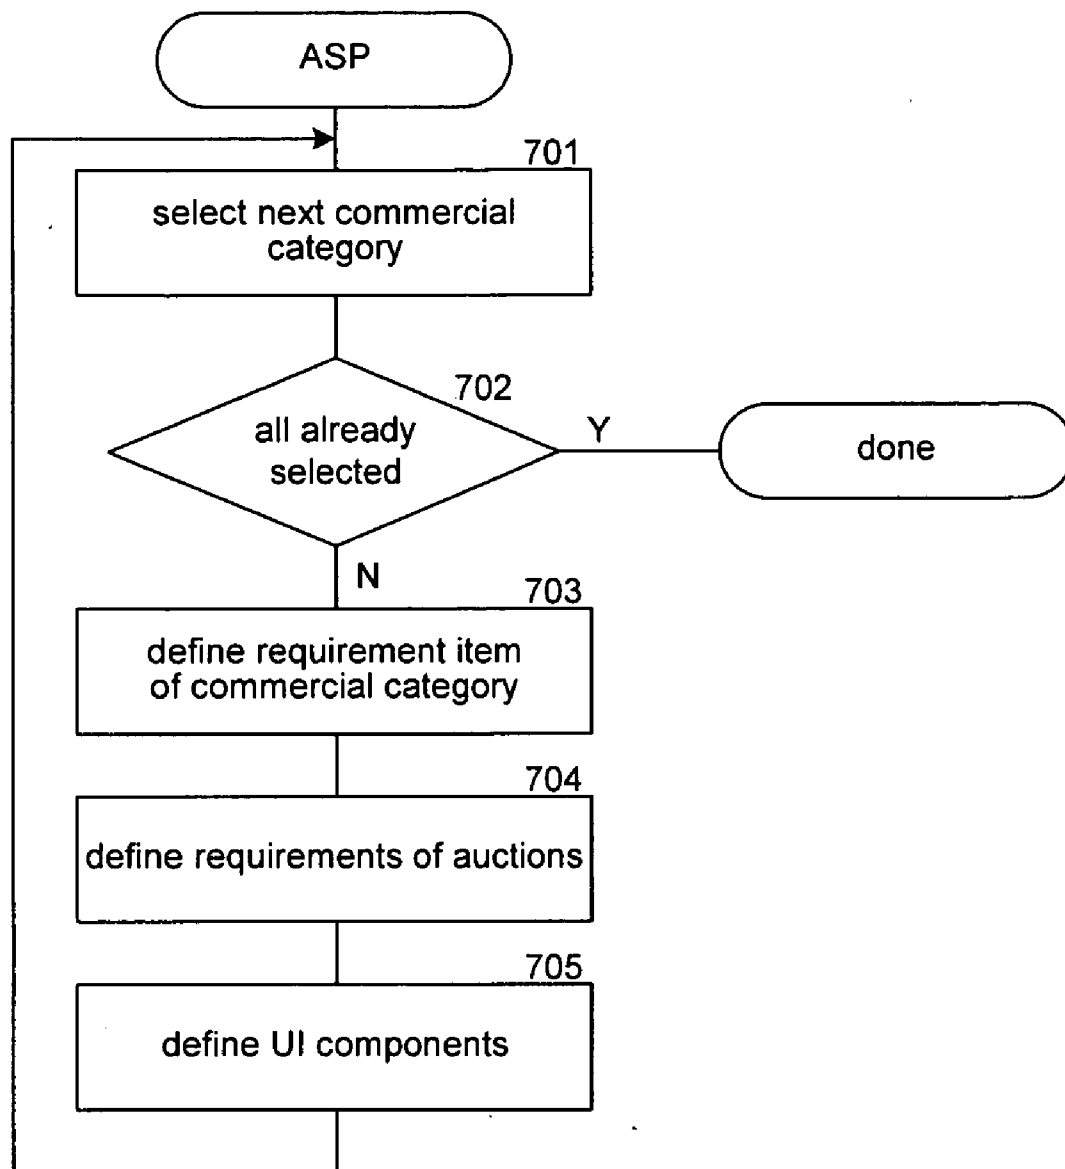 ASP
701
select next commercial
category
702
all already
selected
Y
done
N
703
define requirement item
of commercial category
704
define requirements of auctions
705
define UI components